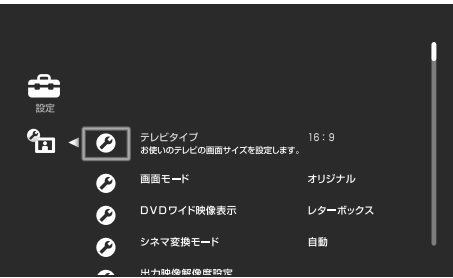 設定
テレビタイプ 16:9
お使いのテレビの画面サイズを設定します。
画面モード オリジナル
DVDワイド映像表示 レターボックス
シネマ変換モード 自動
出力映像解像度設定